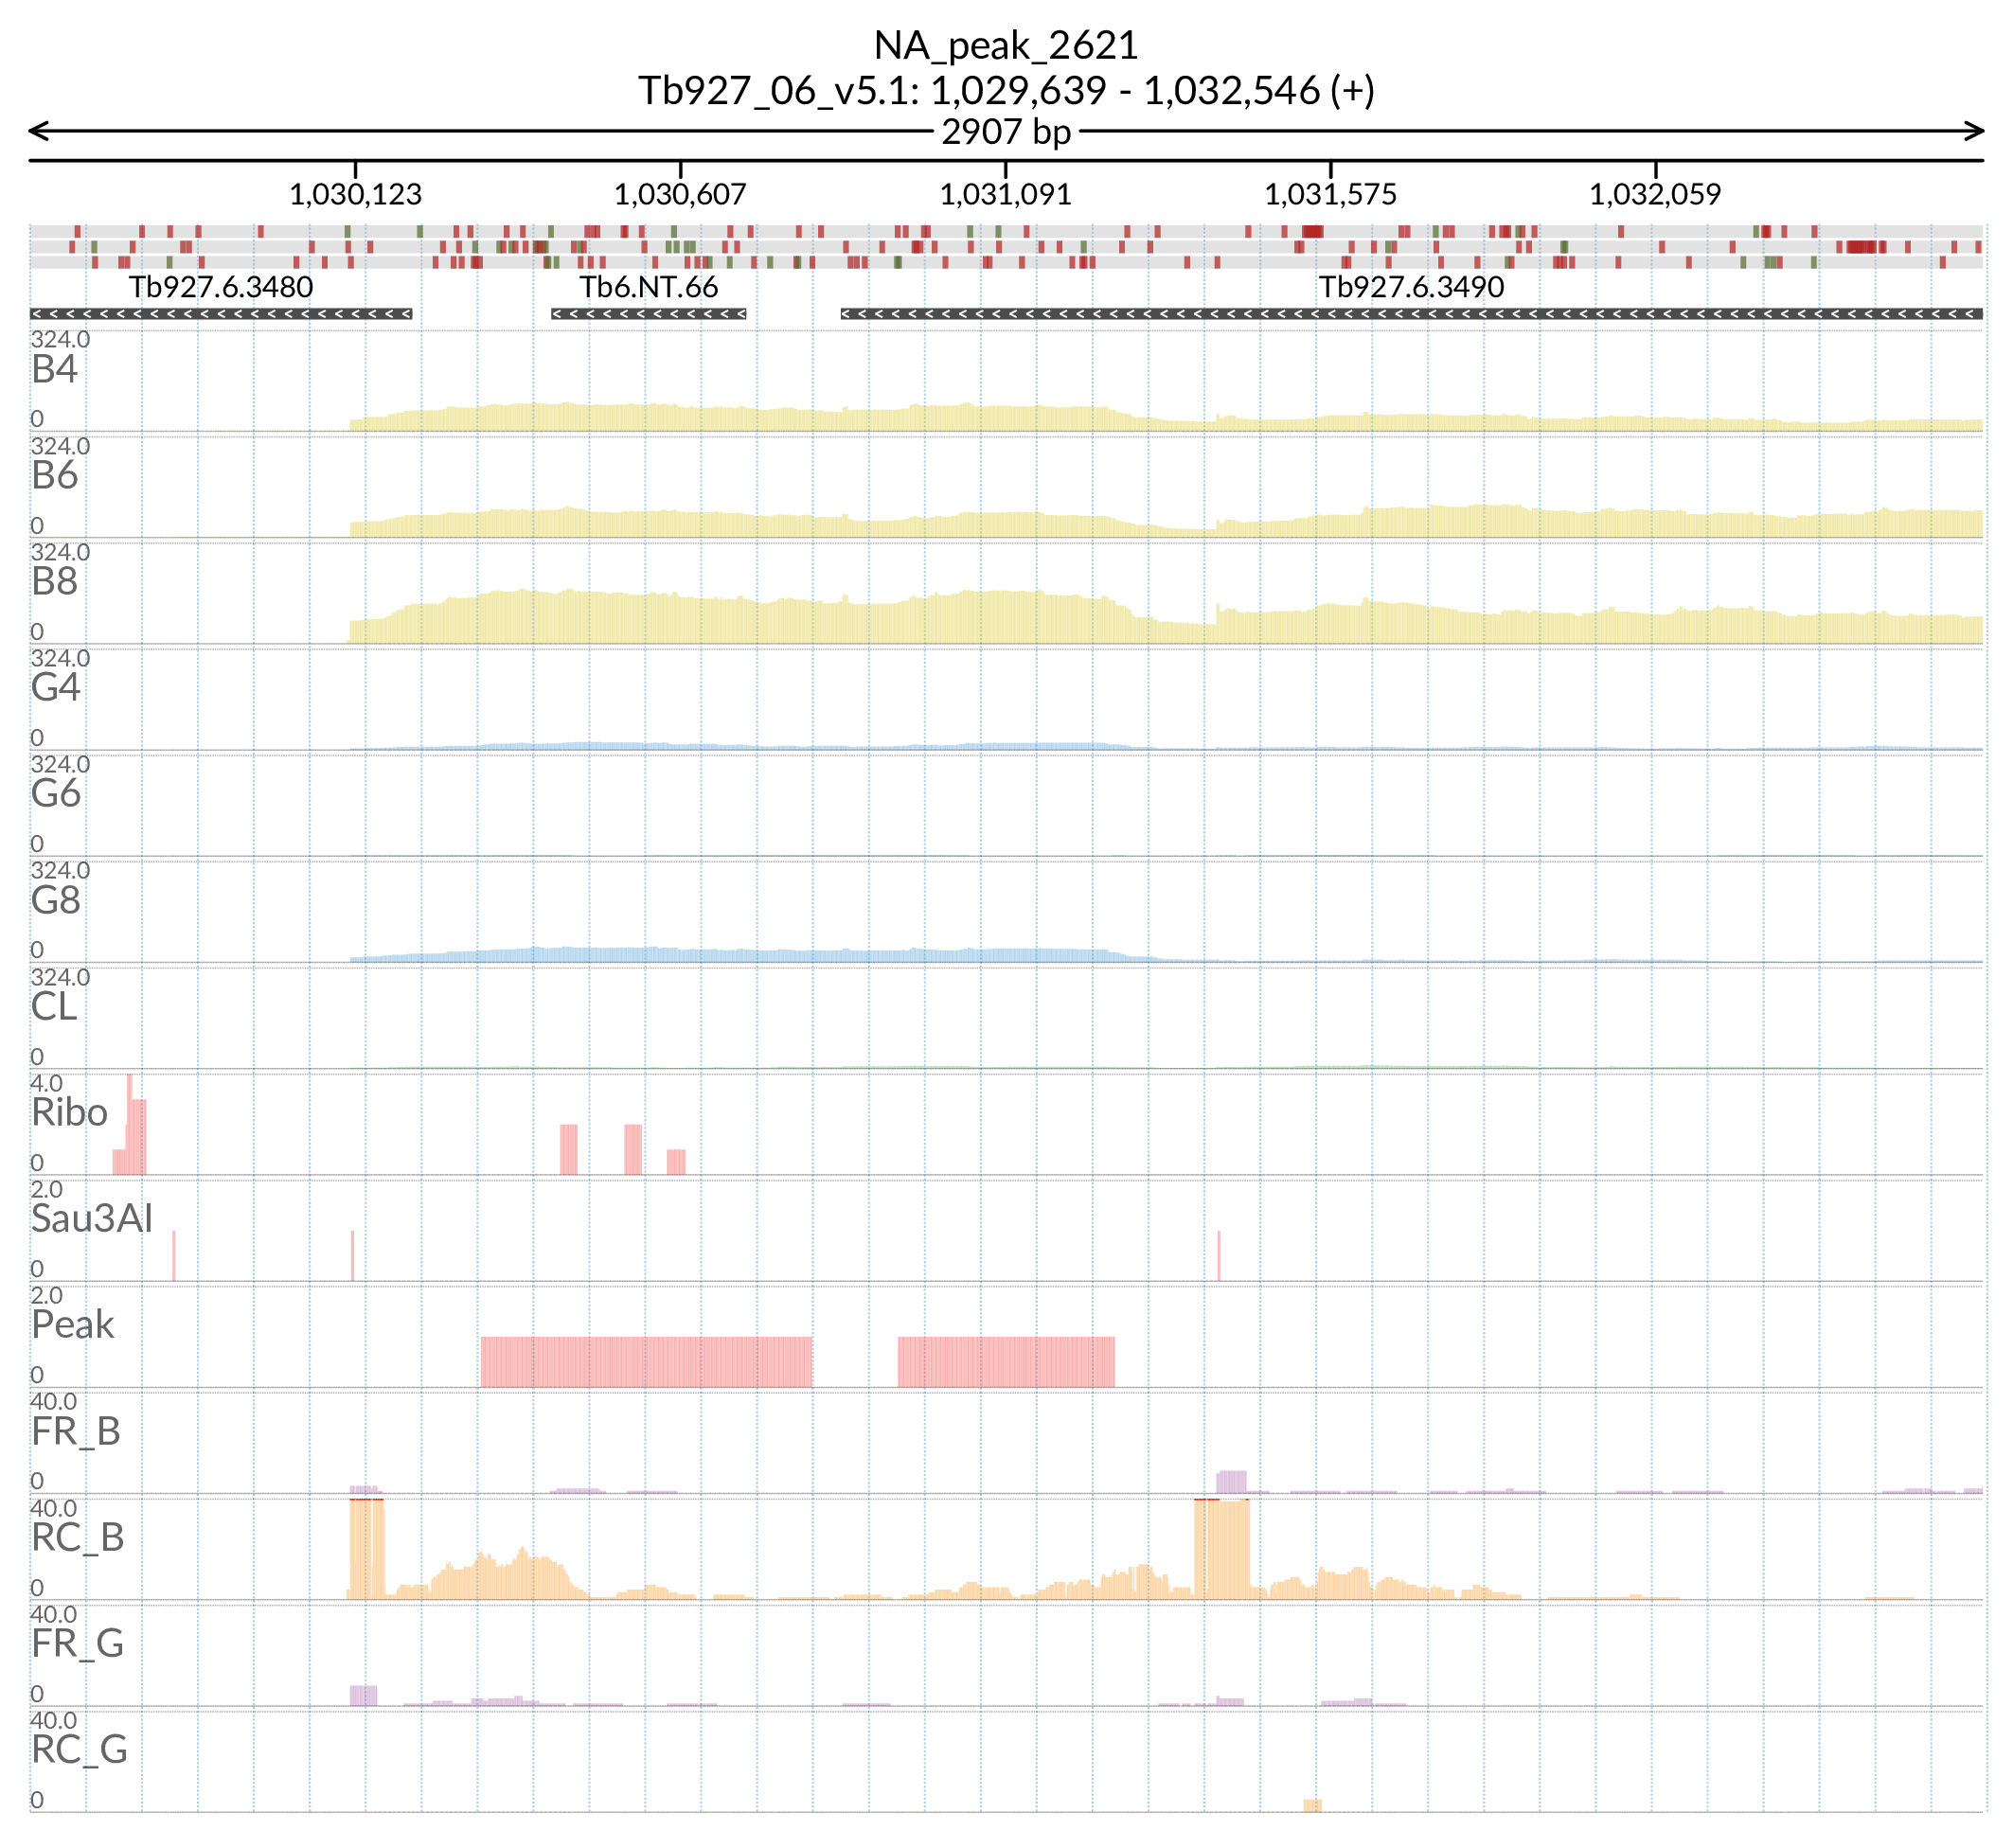 NA_peak_2621
Tb927_06_v5.1: 1,029,639 - 1,032,546 (+)
2907 bp
1,030,123 1,030,607 1,031,091 1,031,575 1,032,059
Tb927.6.3480 Tb6.NT.66 Tb927.6.3490
324.0
B4
0
324.0
B6
0
324.0
B8
0
324.0
G4
0
324.0
G6
0
324.0
G8
0
324.0
CL
0
4.0
Ribo
0
2.0
Sau3AI
0
2.0
Peak
0
40.0
FR_B
0
40.0
RC_B
0
40.0
FR_G
0
40.0
RC_G
0